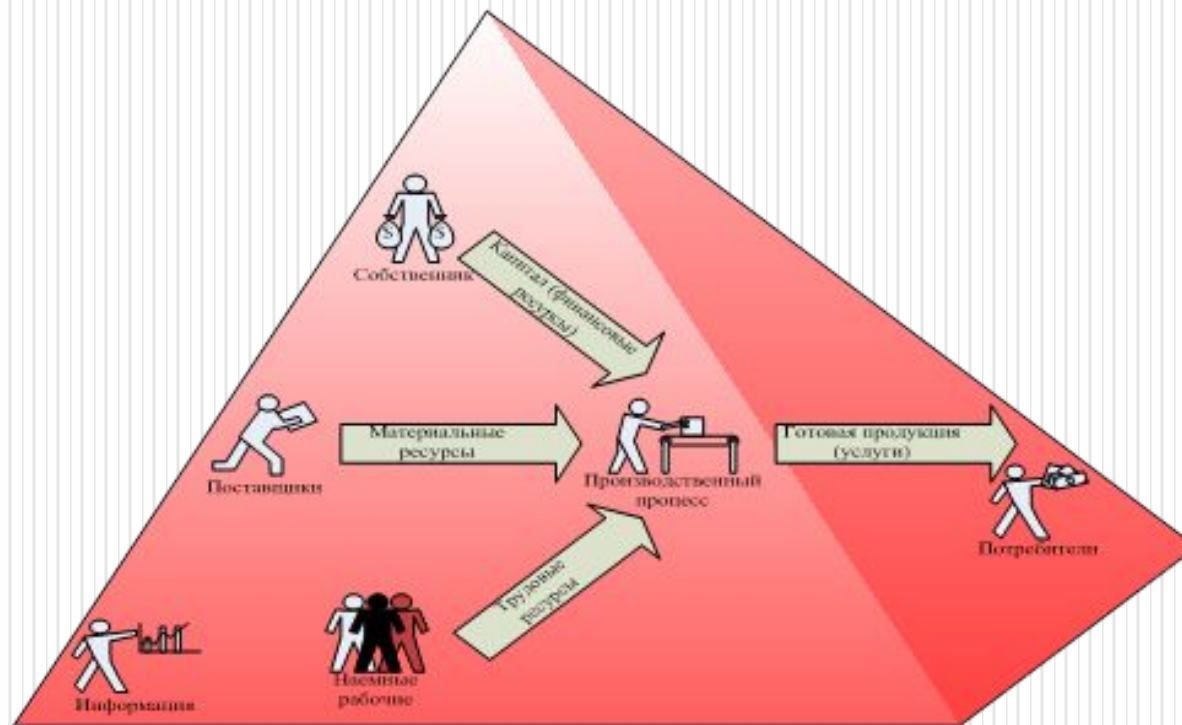 Собственник
Капитал (финансовые
ресурсы)
Поставщики
Материальные
ресурсы
Производственный
процесс
Готовая продукция
(услуги)
Потребители
Информация
Наемные
рабочие
Трудовые
ресурсы